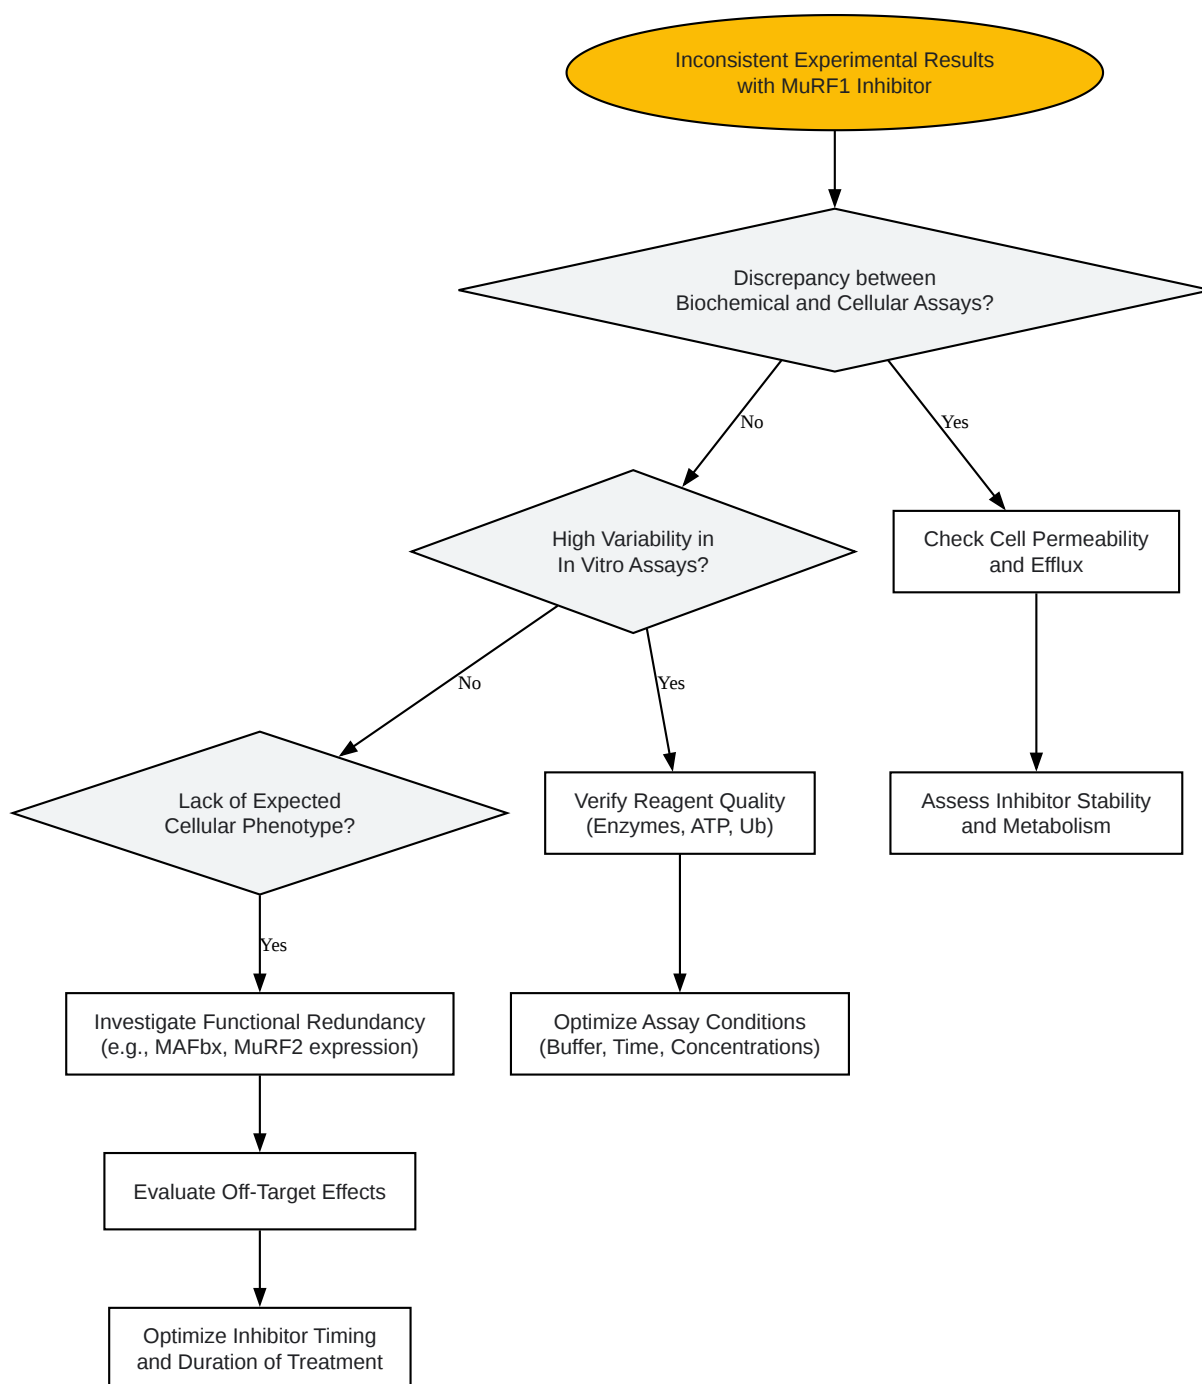 Inconsistent Experimental Results
with MuRF1 Inhibitor
Discrepancy between
Biochemical and Cellular Assays?
No
Yes
High Variability in
In Vitro Assays?
Check Cell Permeability
and Efflux
No
Yes
Lack of Expected
Cellular Phenotype?
Verify Reagent Quality
(Enzymes, ATP, Ub)
Assess Inhibitor Stability
and Metabolism
Yes
Investigate Functional Redundancy
(e.g., MAFbx, MuRF2 expression)
Optimize Assay Conditions
(Buffer, Time, Concentrations)
Evaluate Off-Target Effects
Optimize Inhibitor Timing
and Duration of Treatment